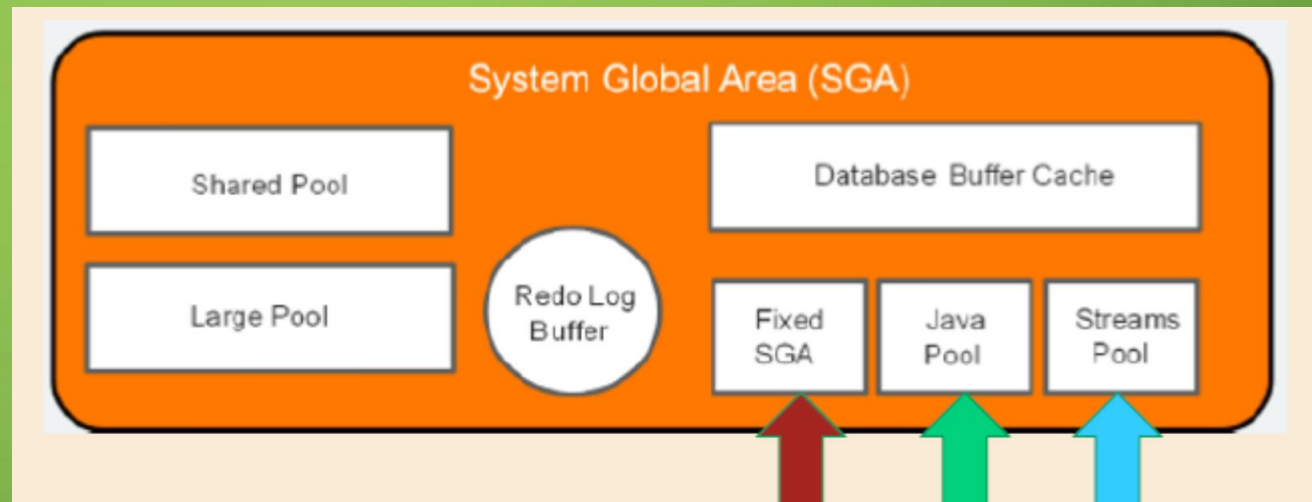 System Global Area (SGA)
Shared Pool
Database Buffer Cache
Large Pool
Redo Log
Buffer
Fixed
SGA
Java
Pool
Streams
Pool